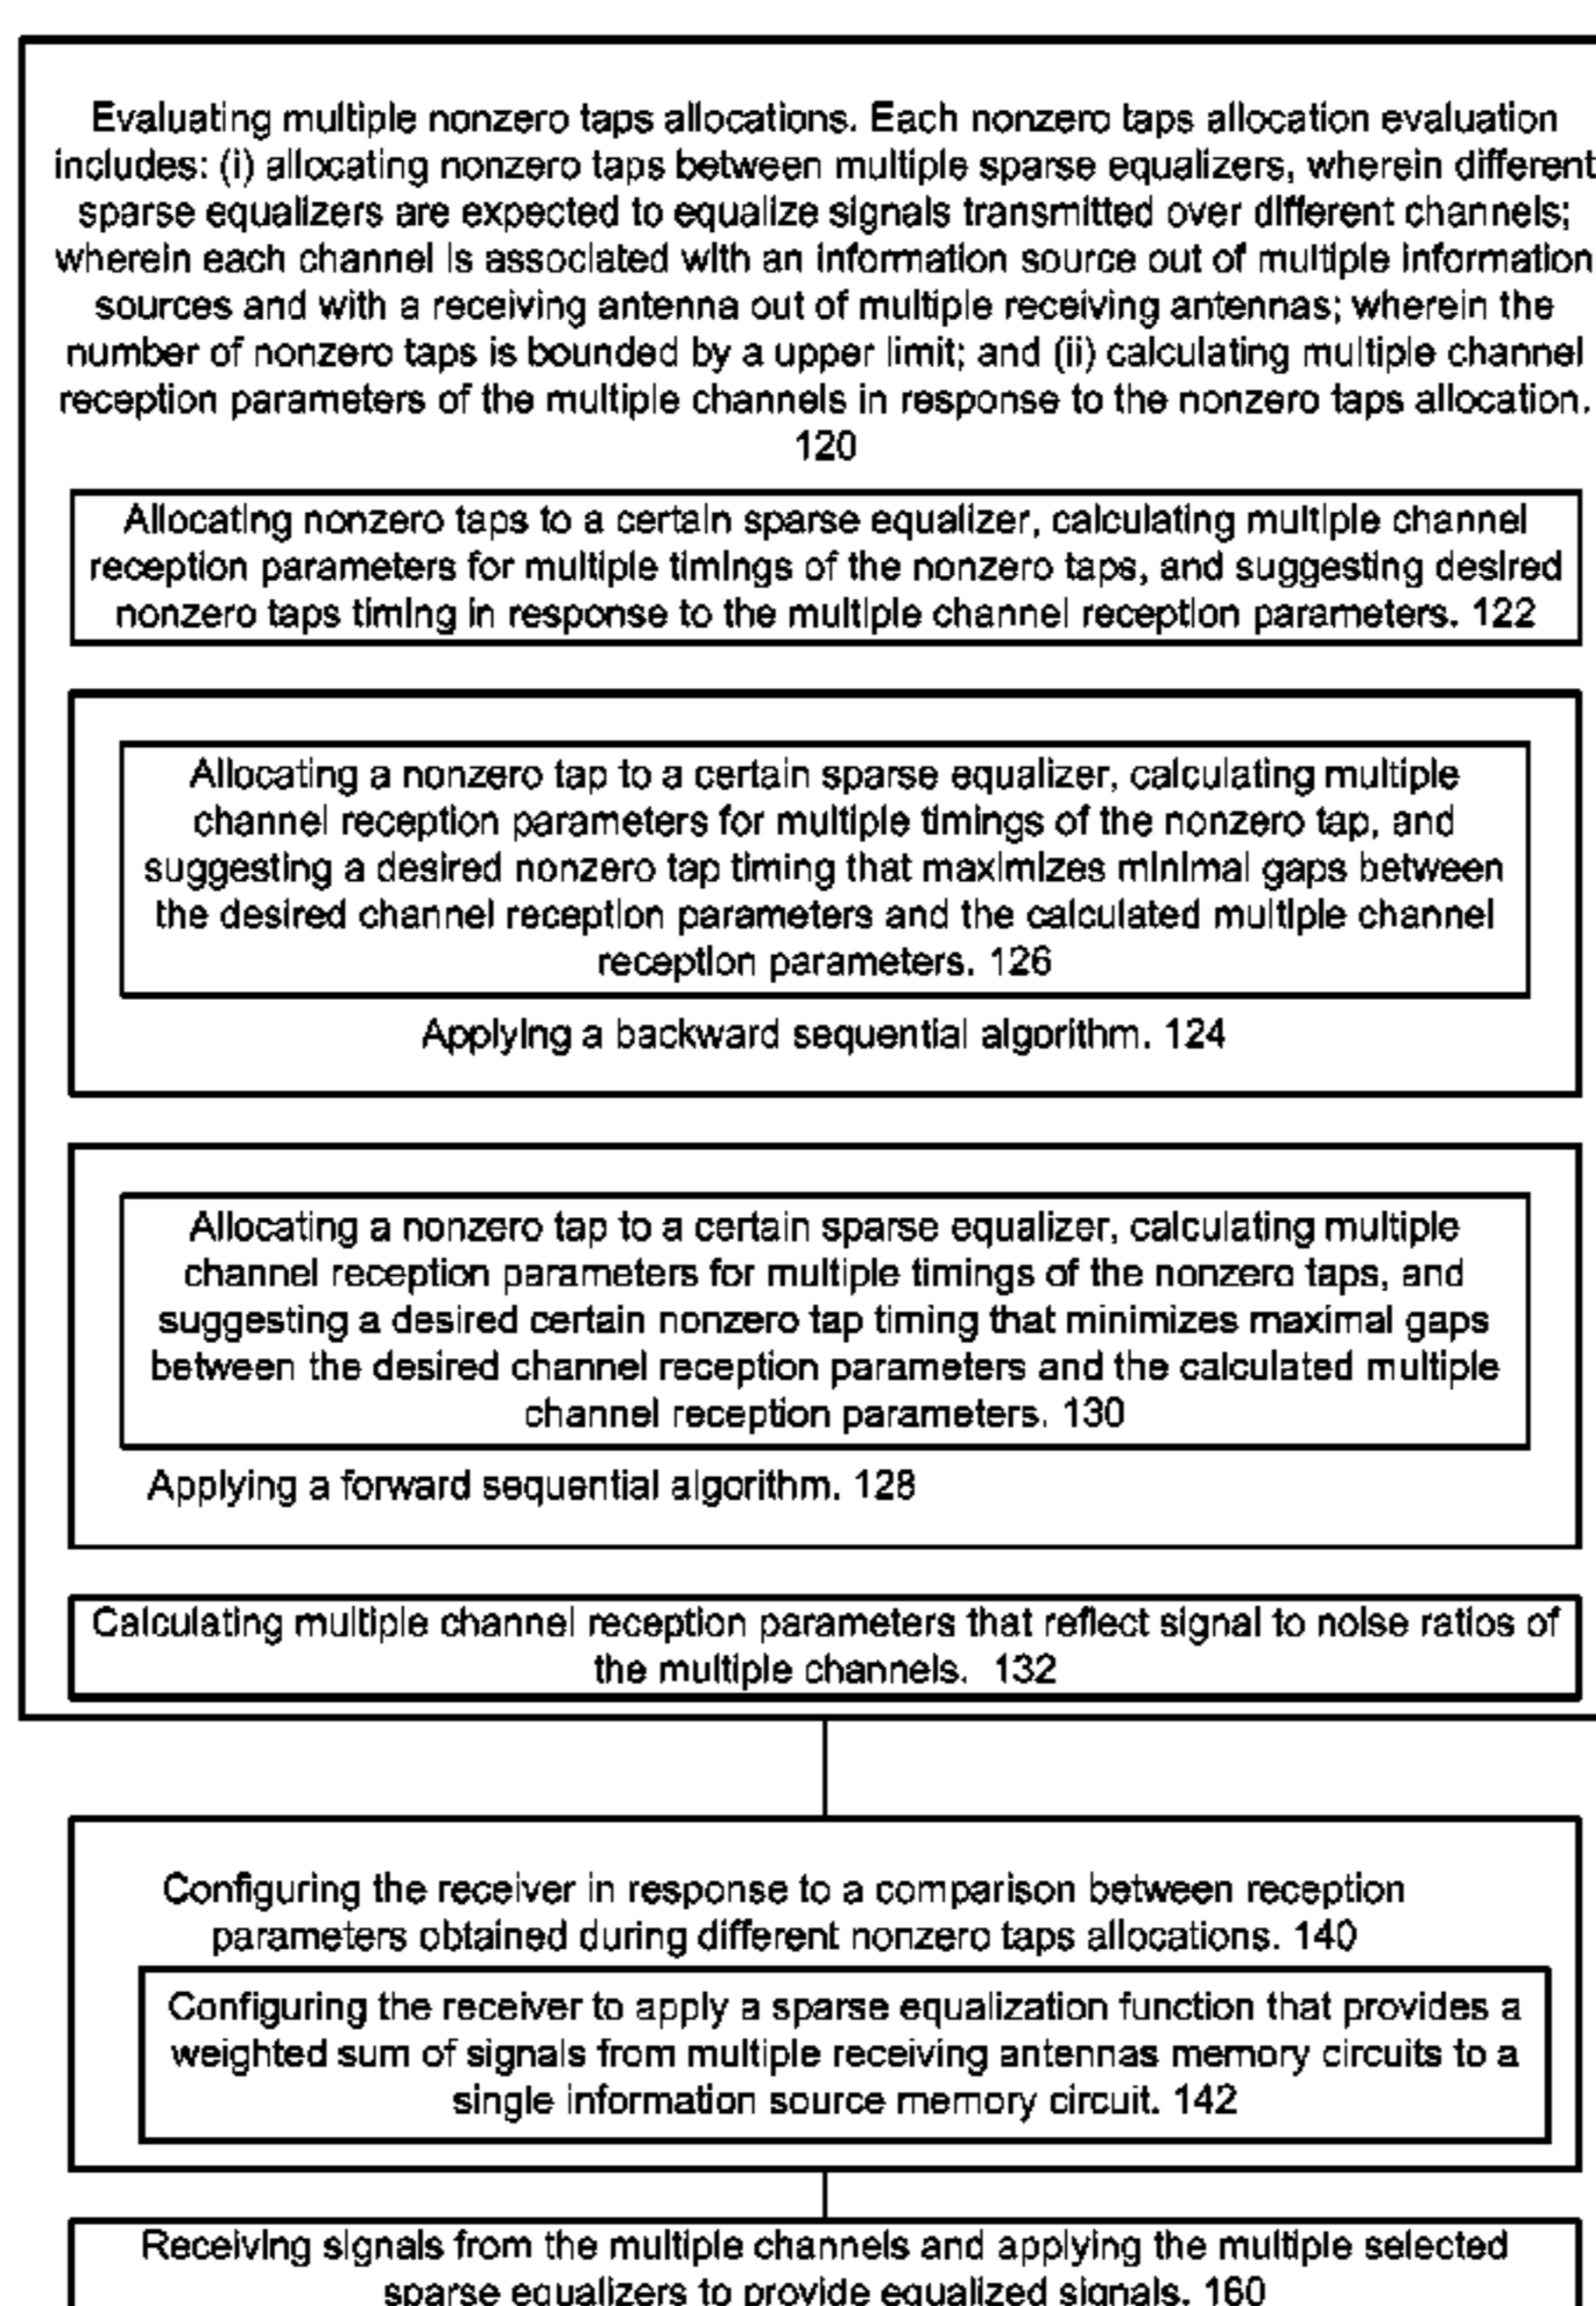 Evaluating multiple nonzero taps allocations. Each nonzero taps allocation evaluation
includes: (i) allocating nonzero taps between multiple sparse equalizers, wherein different
sparse equalizers are expected to equalize signals transmitted over different channels;
wherein each channel is associated with an information source out of multiple information
sources and with a receiving antenna out of multiple receiving antennas; wherein the
number of nonzero taps is bounded by a upper limit; and (ii) calculating multiple channel
reception parameters of the multiple channels in response to the nonzero taps allocation.
120
Allocating nonzero taps to a certain sparse equalizer, calculating multiple channel
reception parameters for multiple timings of the nonzero taps, and suggesting desired
nonzero taps timing in response to the multiple channel reception parameters. 122
Allocating a nonzero tap to a certain sparse equalizer, calculating multiple
channel reception parameters for multiple timings of the nonzero tap, and
suggesting a desired nonzero tap timing that maximizes minimal gaps between
the desired channel reception parameters and the calculated multiple channel
reception parameters. 126
Applying a backward sequential algorithm. 124
Allocating a nonzero tap to a certain sparse equalizer, calculating multiple
channel reception parameters for multiple timings of the nonzero taps, and
suggesting a desired certain nonzero tap timing that minimizes maximal gaps
between the desired channel reception parameters and the calculated multiple
channel reception parameters. 130
Applying a forward sequential algorithm. 128
Calculating multiple channel reception parameters that reflect signal to noise ratios of
the multiple channels. 132
Configuring the receiver in response to a comparison between reception
parameters obtained during different nonzero taps allocations. 140
Configuring the receiver to apply a sparse equalization function that provides a
weighted sum of signals from multiple receiving antennas memory circuits to a
single information source memory circuit. 142
Receiving signals from the multiple channels and applying the multiple selected
sparse equalizers to provide equalized signals. 160